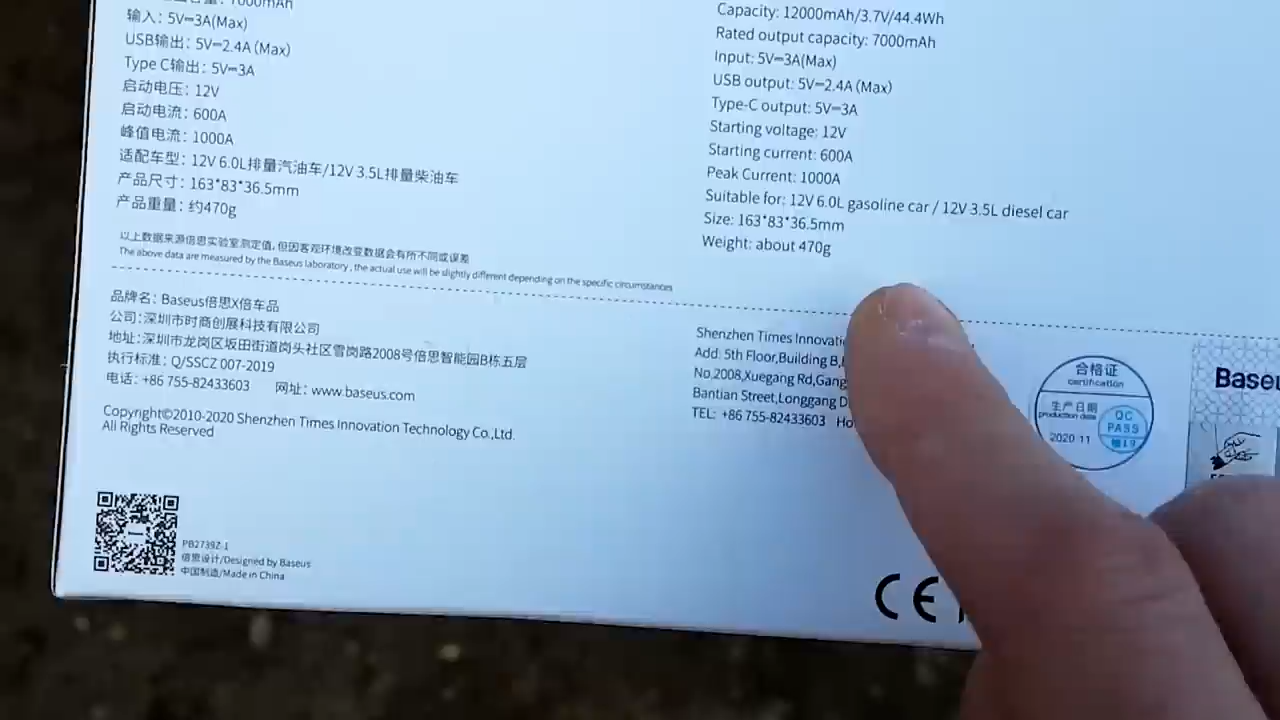 7000mAh
输入: 5V⎓3A(Max)
USB输出: 5V⎓2.4A (Max)
Type C输出: 5V⎓3A
启动电压: 12V
启动电流: 600A
峰值电流: 1000A
适配车型: 12V 6.0L排量汽油车/12V 3.5L排量柴油车
产品尺寸: 163*83*36.5mm
产品重量: 约470g
以上数据来源倍思实验室测定值, 但因客观环境改变数据会有所不同或误差
The above data are measured by the Baseus laboratory , the actual use will be slightly different depending on the specific circumstances
品牌名: Baseus倍思X倍车品
公司:深圳市时商创展科技有限公司
地址:深圳市龙岗区坂田街道岗头社区雪岗路2008号倍思智能园B栋五层
执行标准: Q/SSCZ 007-2019
电话: +86 755-82433603 网址: www.baseus.com
Copyright©2010-2020 Shenzhen Times Innovation Technology Co.,Ltd.
All Rights Reserved
PB2739Z-1
倍思设计/Designed by Baseus
中国制造/Made in China
Capacity: 12000mAh/3.7V/44.4Wh
Rated output capacity: 7000mAh
Input: 5V⎓3A(Max)
USB output: 5V⎓2.4A (Max)
Type-C output: 5V⎓3A
Starting voltage: 12V
Starting current: 600A
Peak Current: 1000A
Suitable for: 12V 6.0L gasoline car / 12V 3.5L diesel car
Size: 163*83*36.5mm
Weight: about 470g
Shenzhen Times
Add: 5th Floor,Building B,
No.2008,Xuegang Rd,
Bantian Street,Longgang
TEL: +86 755-82433603
合格证
certification
生产日期
production date
2020 11
QC
PASS
CE